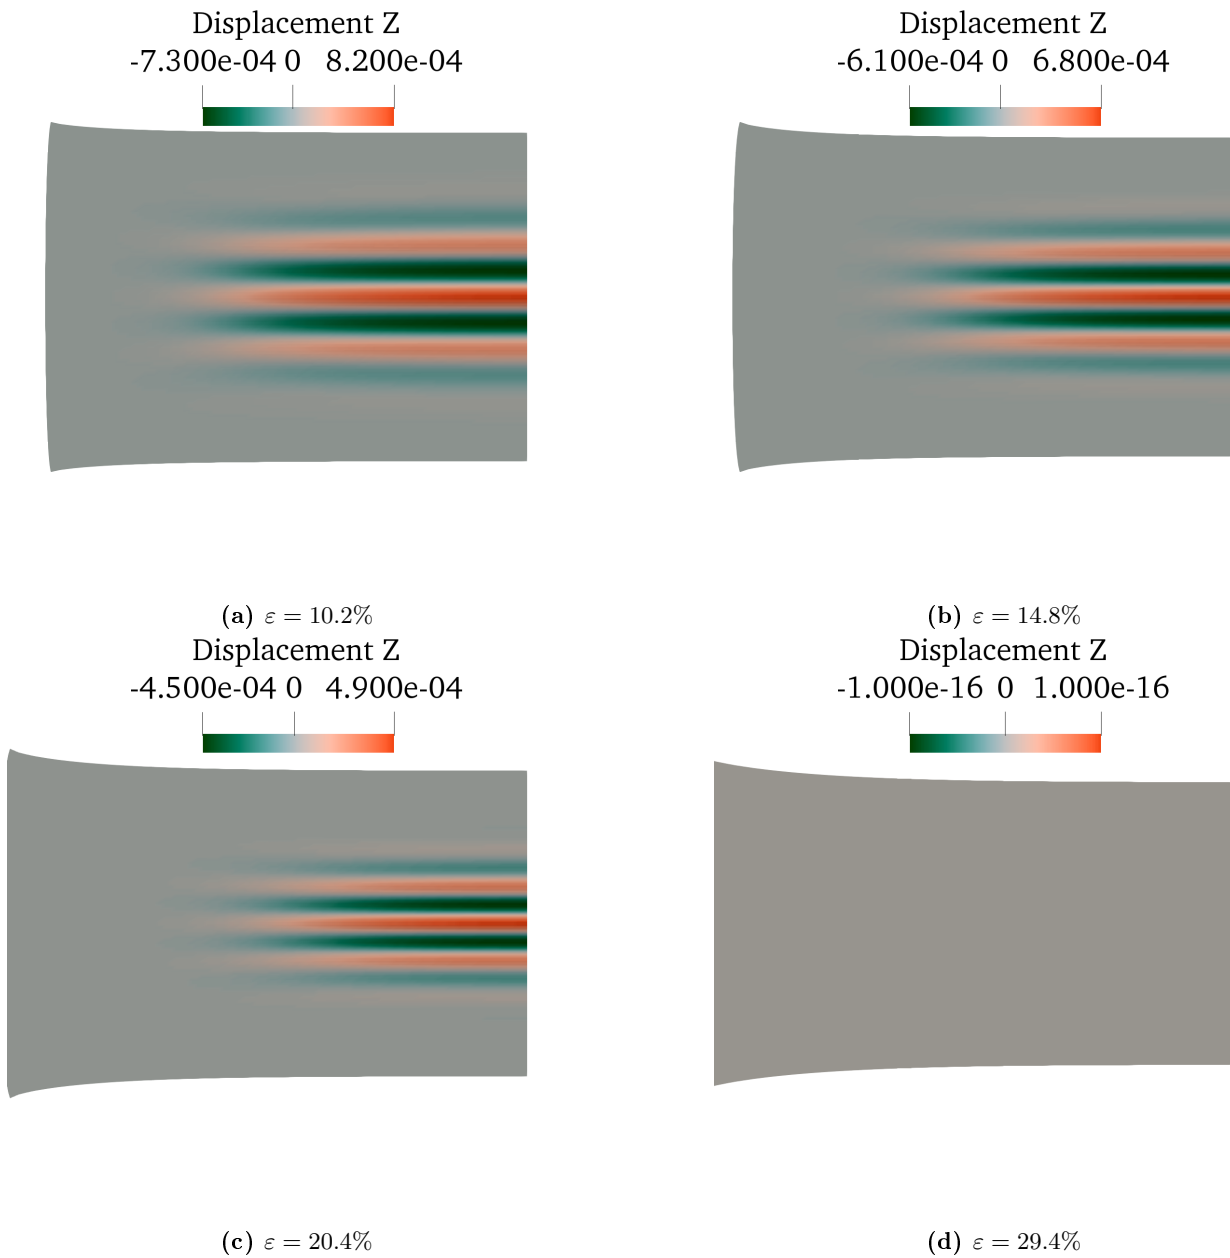 Displacement Z
-7.300e-04 0 8.200e-04
(a) ε = 10.2%
Displacement Z
-6.100e-04 0 6.800e-04
(b) ε = 14.8%
Displacement Z
-4.500e-04 0 4.900e-04
(c) ε = 20.4%
Displacement Z
-1.000e-16 0 1.000e-16
(d) ε = 29.4%